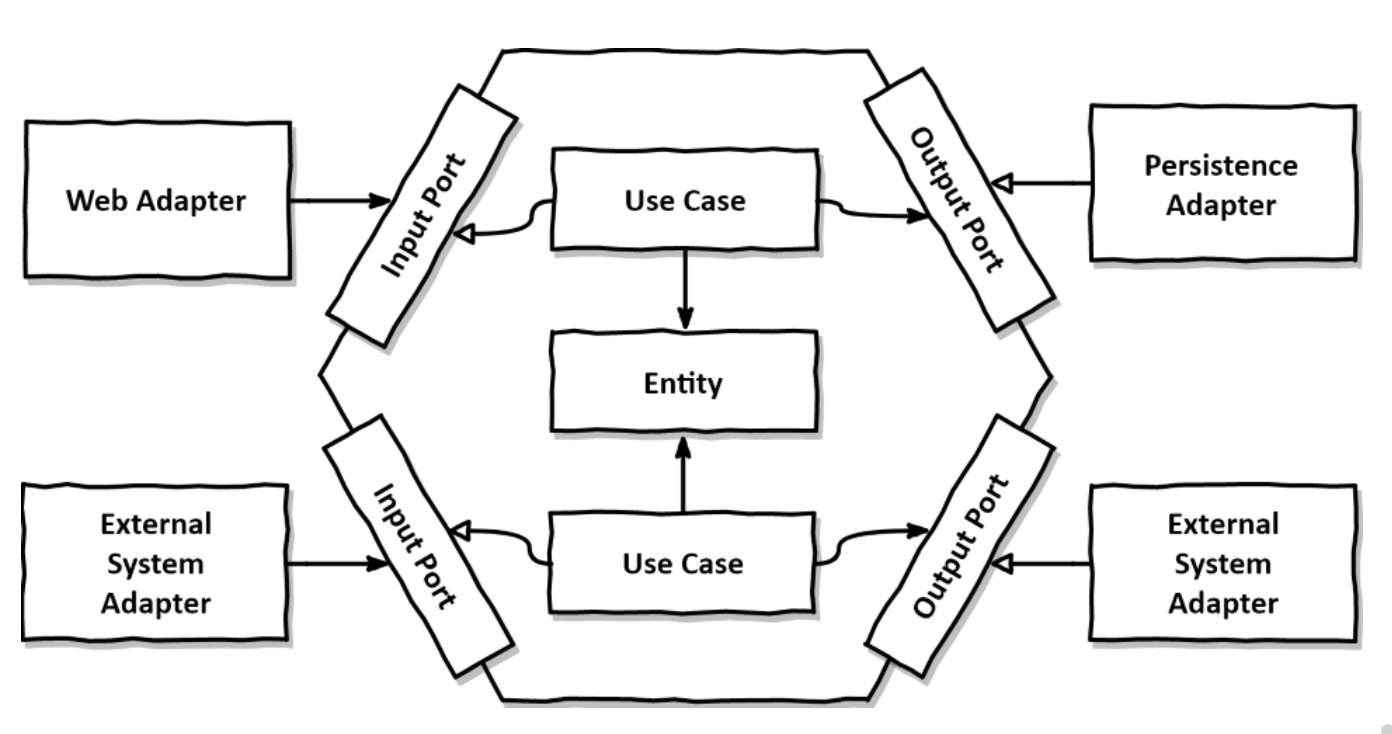 Web Adapter
Input Port
Use Case
Output Port
Persistence
Adapter
Entity
External
System
Adapter
Input Port
Use Case
Output Port
External
System
Adapter